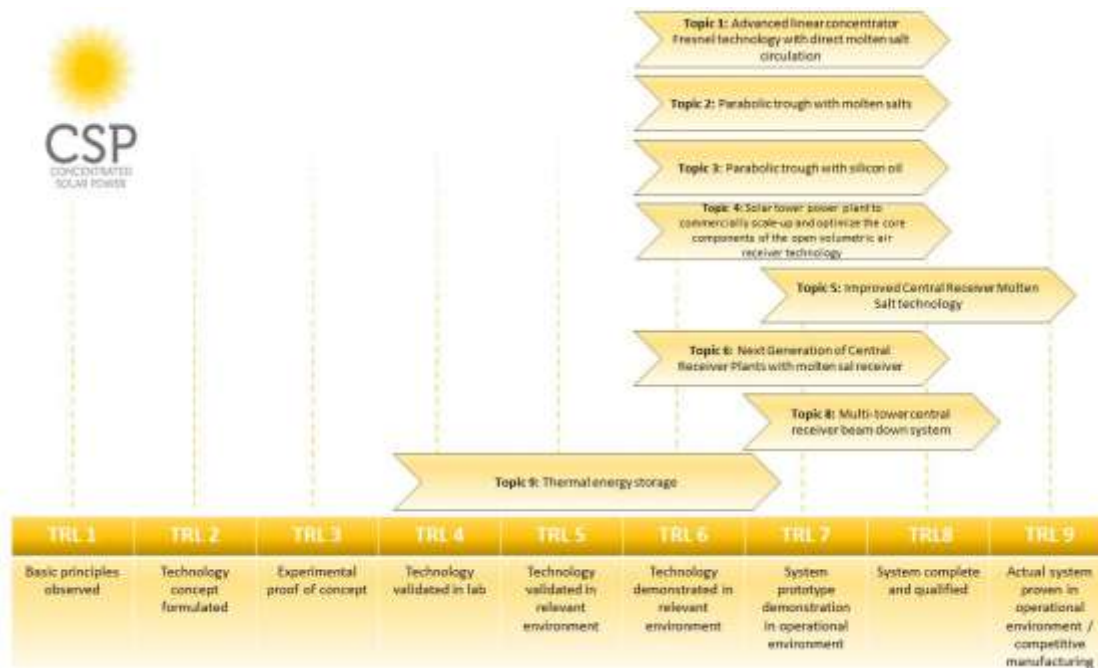 Topic 1: Advanced linear concentrator
Fresnel technology with direct molten salt
circulation
CSP
CONCENTRATED
SOLAR POWER
Topic 2: Parabolic trough with molten salts
Topic 3: Parabolic trough with silicon oil
Topic 4: Solar tower power plant to
commercially scale-up and optimize the core
components of the open volumetric air
receiver technology
Topic 5: Improved Central Receiver Molten
Salt technology
Topic 6: Next Generation of Central
Receiver Plants with molten sal receiver
Topic 8: Multi-tower central
receiver beam down system
Topic 9: Thermal energy storage
TRL 1 TRL 2 TRL 3 TRL 4 TRL 5 TRL 6 TRL 7 TRL8 TRL 9
Basic principles
observed
Technology
concept
formulated
Experimental
proof of concept
Technology
validated in lab
Technology
validated in
relevant
environment
Technology
demonstrated in
relevant
environment
System
prototype
demonstration
in operational
environment
System complete
and qualified
Actual system
proven in
operational
environment /
competitive
manufacturing